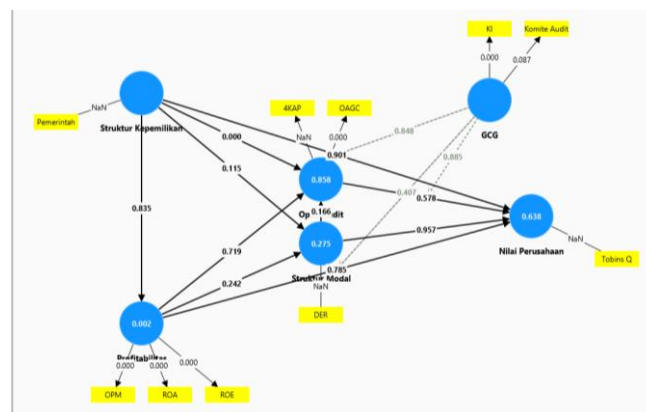 KI
Komite Audit
0.000
0.087
GCG
4KAP
OAGC
NaN
0.000
NaN
Pemerintah
Struktur Kepemilikan
0.000
0.848
0.901
0.885
0.115
0.858
0.407
0.578
0.166
0.835
0.638
0.719
0.275
0.957
Nilai Perusahaan
NaN
Tobins Q
Struktur Modal
0.785
0.242
NaN
DER
0.002
0.000
0.000
0.000
OPM
ROA
ROE